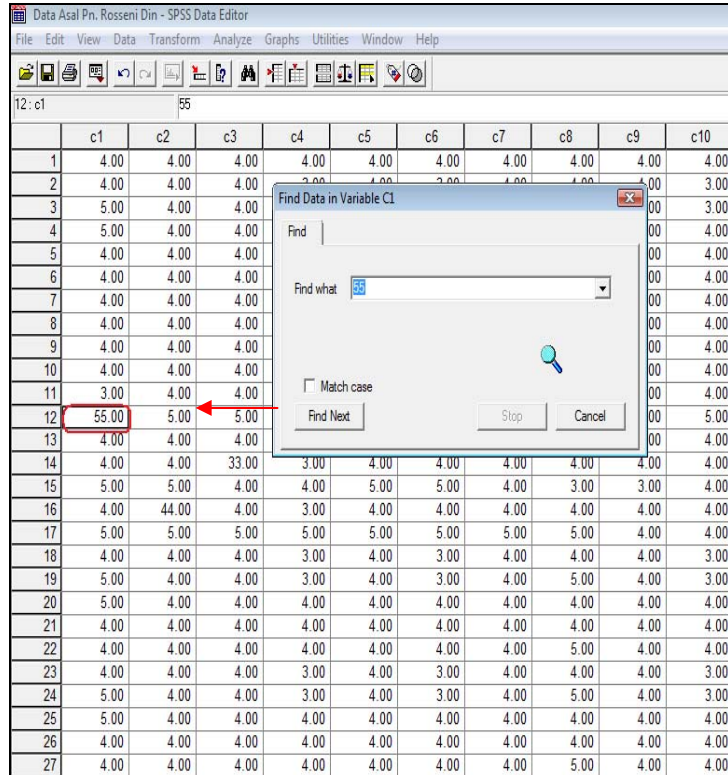 Data Asal Pn. Rosseni Din - SPSS Data Editor
File Edit View Data Transform Analyze Graphs Utilities Window Help
12 : c1 55
c1 c2 c3 c4 c5 c6 c7 c8 c9 c10
1 4.00 4.00 4.00 4.00 4.00 4.00 4.00 4.00 4.00 4.00
2 4.00 4.00 4.00 3.00
Find Data in Variable C1
3 5.00 4.00 4.00 00 3.00
4 5.00 4.00 4.00 Find 00 4.00
5 4.00 4.00 4.00 00 4.00
6 4.00 4.00 4.00 00 4.00
Find what 55
7 4.00 4.00 4.00 00 4.00
8 4.00 4.00 4.00 00 4.00
9 4.00 4.00 4.00 00 4.00
10 4.00 4.00 4.00 00 4.00
Match case
11 3.00 4.00 4.00 00 4.00
12 55.00 5.00 5.00 Find Next Stop Cancel 00 5.00
13 4.00 4.00 4.00 00 4.00
14 4.00 4.00 33.00 3.00 4.00 4.00 4.00 4.00 4.00 4.00
15 5.00 5.00 4.00 4.00 5.00 5.00 4.00 3.00 3.00 4.00
16 4.00 44.00 4.00 3.00 4.00 4.00 4.00 4.00 4.00 4.00
17 5.00 5.00 5.00 5.00 5.00 5.00 5.00 5.00 4.00 4.00
18 4.00 4.00 4.00 3.00 4.00 3.00 4.00 4.00 4.00 3.00
19 5.00 4.00 4.00 3.00 4.00 3.00 4.00 5.00 4.00 3.00
20 5.00 4.00 4.00 4.00 4.00 4.00 4.00 4.00 4.00 4.00
21 4.00 4.00 4.00 4.00 4.00 4.00 4.00 4.00 4.00 4.00
22 4.00 4.00 4.00 4.00 4.00 4.00 4.00 5.00 4.00 4.00
23 4.00 4.00 4.00 3.00 4.00 3.00 4.00 4.00 4.00 3.00
24 5.00 4.00 4.00 3.00 4.00 3.00 4.00 5.00 4.00 3.00
25 5.00 4.00 4.00 4.00 4.00 4.00 4.00 4.00 4.00 4.00
26 4.00 4.00 4.00 4.00 4.00 4.00 4.00 4.00 4.00 4.00
27 4.00 4.00 4.00 4.00 4.00 4.00 4.00 5.00 4.00 4.00